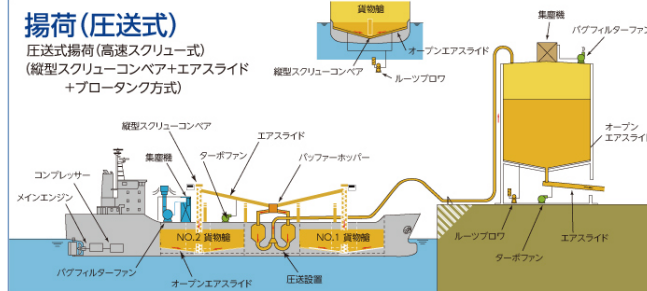 揚荷(圧送式)
圧送式揚荷(高速スクリュー式)
(縦型スクリューコンベア+エアスライド
+ブロータンク方式)
貨物艙
オープンエアスライド
縦型スクリューコンベア
ルーツブロワ
集塵機
バグフィルターファン
オープン
エアスライド
縦型スクリューコンベア
エアスライド
集塵機
ターボファン
バッファーホッパー
コンプレッサー
メインエンジン
NO.2 貨物艙
NO.1 貨物艙
バグフィルターファン
オープンエアスライド
圧送設置
ルーツブロワ
エアスライド
ターボファン